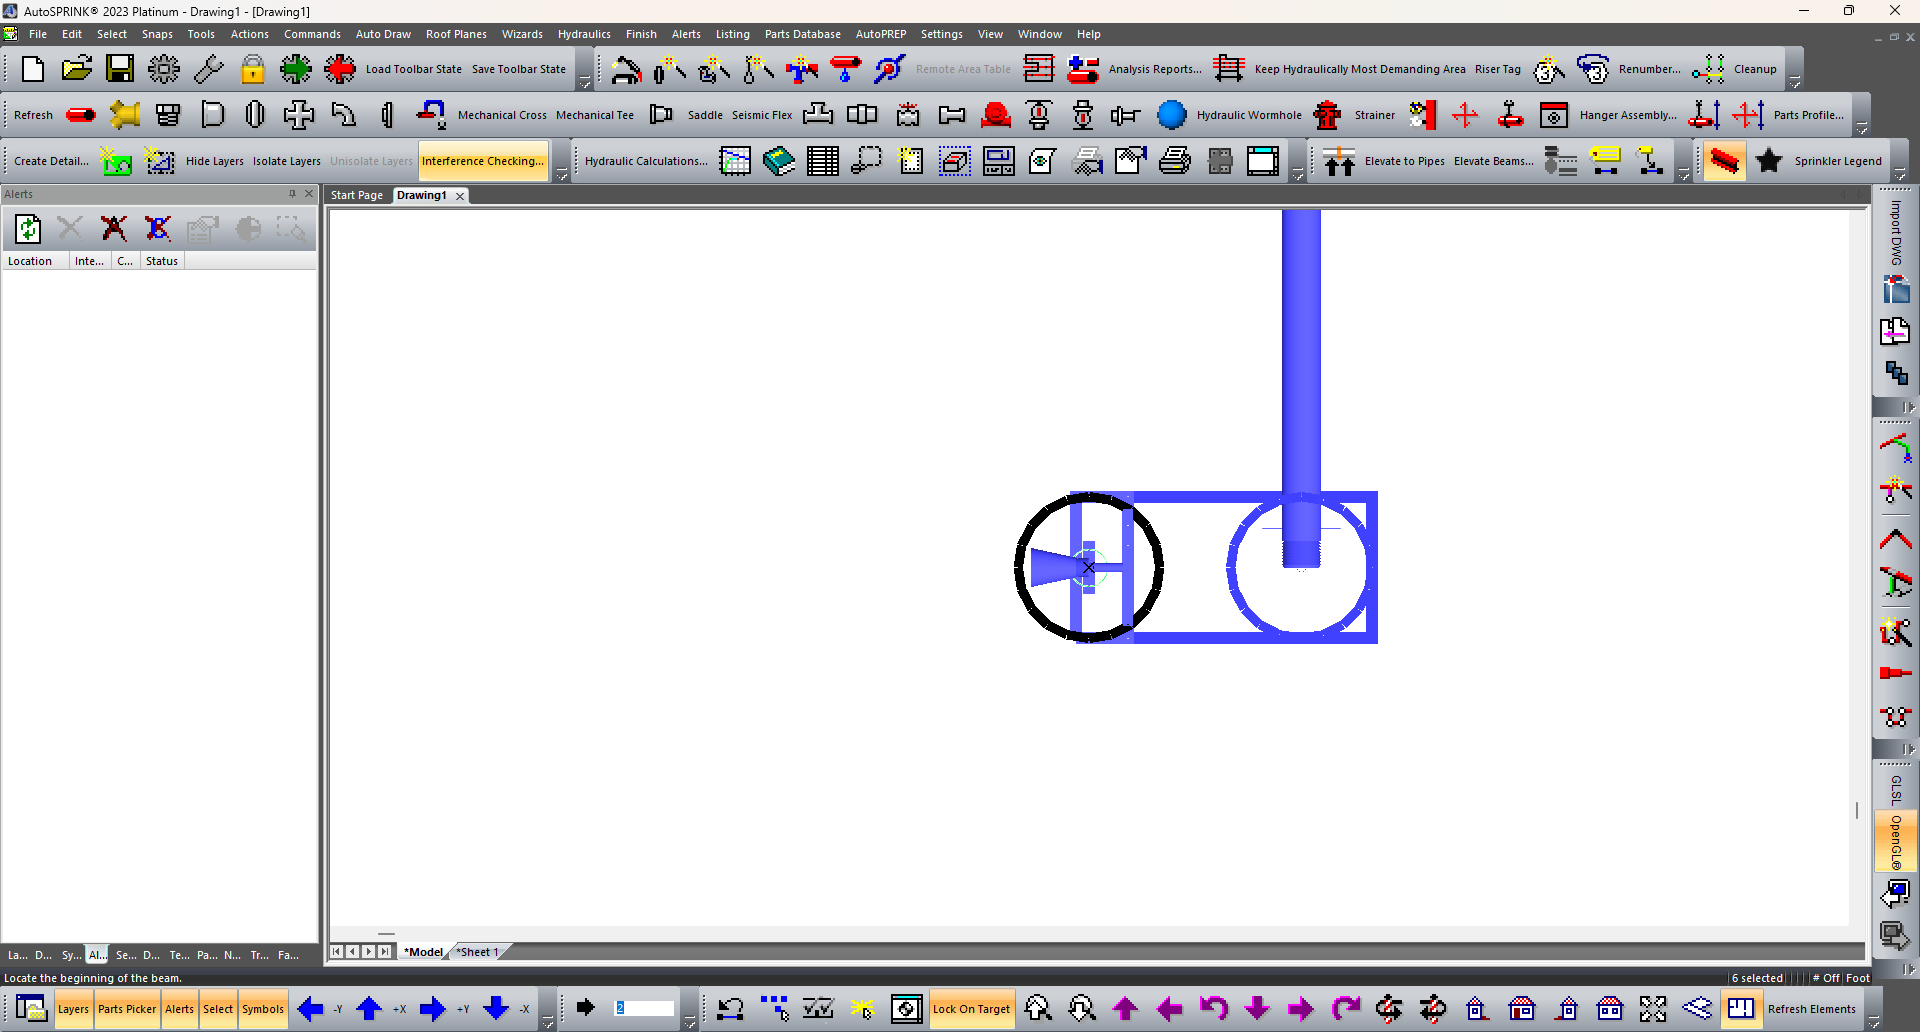 AutoSPRINK® 2023 Platinum - Drawing1 - [Drawing1]
File Edit Select Snaps Tools Actions Commands Auto Draw Roof Planes Wizards Hydraulics Finish Alerts Listing Parts Database AutoPREP Settings View Window Help
Load Toolbar State Save Toolbar State Remote Area Table Analysis Reports... Keep Hydraulically Most Demanding Area Riser Tag Renumber... Cleanup
Refresh Mechanical Cross Mechanical Tee Saddle Seismic Flex Hydraulic Wormhole Strainer Hanger Assembly... Parts Profile...
Create Detail... Hide Layers Isolate Layers Unisolate Layers Interference Checking... Hydraulic Calculations... Elevate to Pipes Elevate Beams... Sprinkler Legend
Alerts
Start Page Drawing1
Location Inte... C... Status
Import DWG
GLSL
OpenGL®
La... D... Sy... Al... Se... D... Te... Pa... N... Tr... Fa...
*Model *Sheet 1
Locate the beginning of the beam.
6 selected # Off Foot
Layers Parts Picker Alerts Select Symbols -Y +X +Y -X 2 Lock On Target Refresh Elements